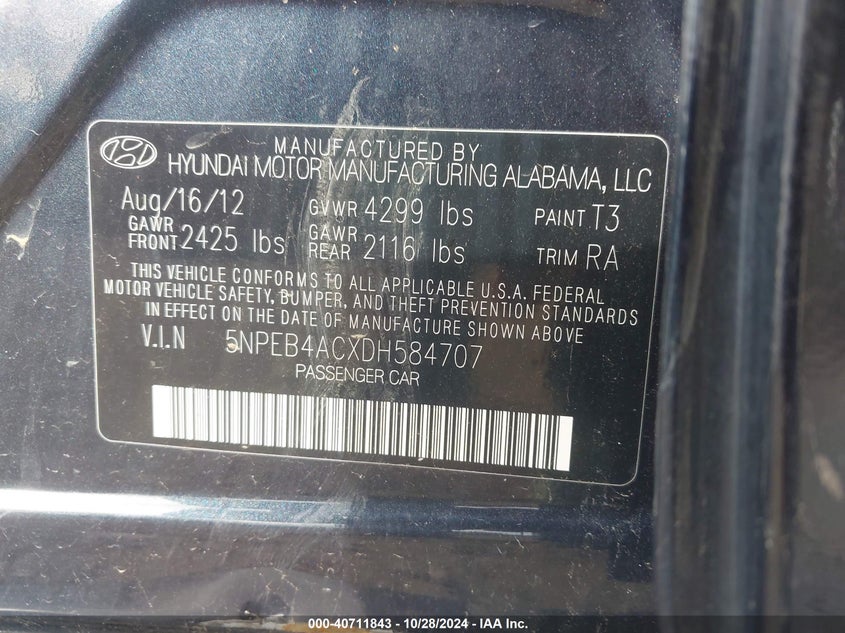 MANUFACTURED BY
HYUNDAI MOTOR MANUFACTURING ALABAMA, LLC
Aug/16/12 GVWR 4299 lbs PAINT T3
GAWR FRONT 2425 lbs GAWR REAR 2116 lbs TRIM RA
THIS VEHICLE CONFORMS TO ALL APPLICABLE U.S.A. FEDERAL
MOTOR VEHICLE SAFETY, BUMPER, AND THEFT PREVENTION STANDARDS
IN EFFECT ON THE DATE OF MANUFACTURE SHOWN ABOVE
V.I.N 5NPEB4ACXDH584707
PASSENGER CAR
000-40711843 - 10/28/2024 - IAA Inc.